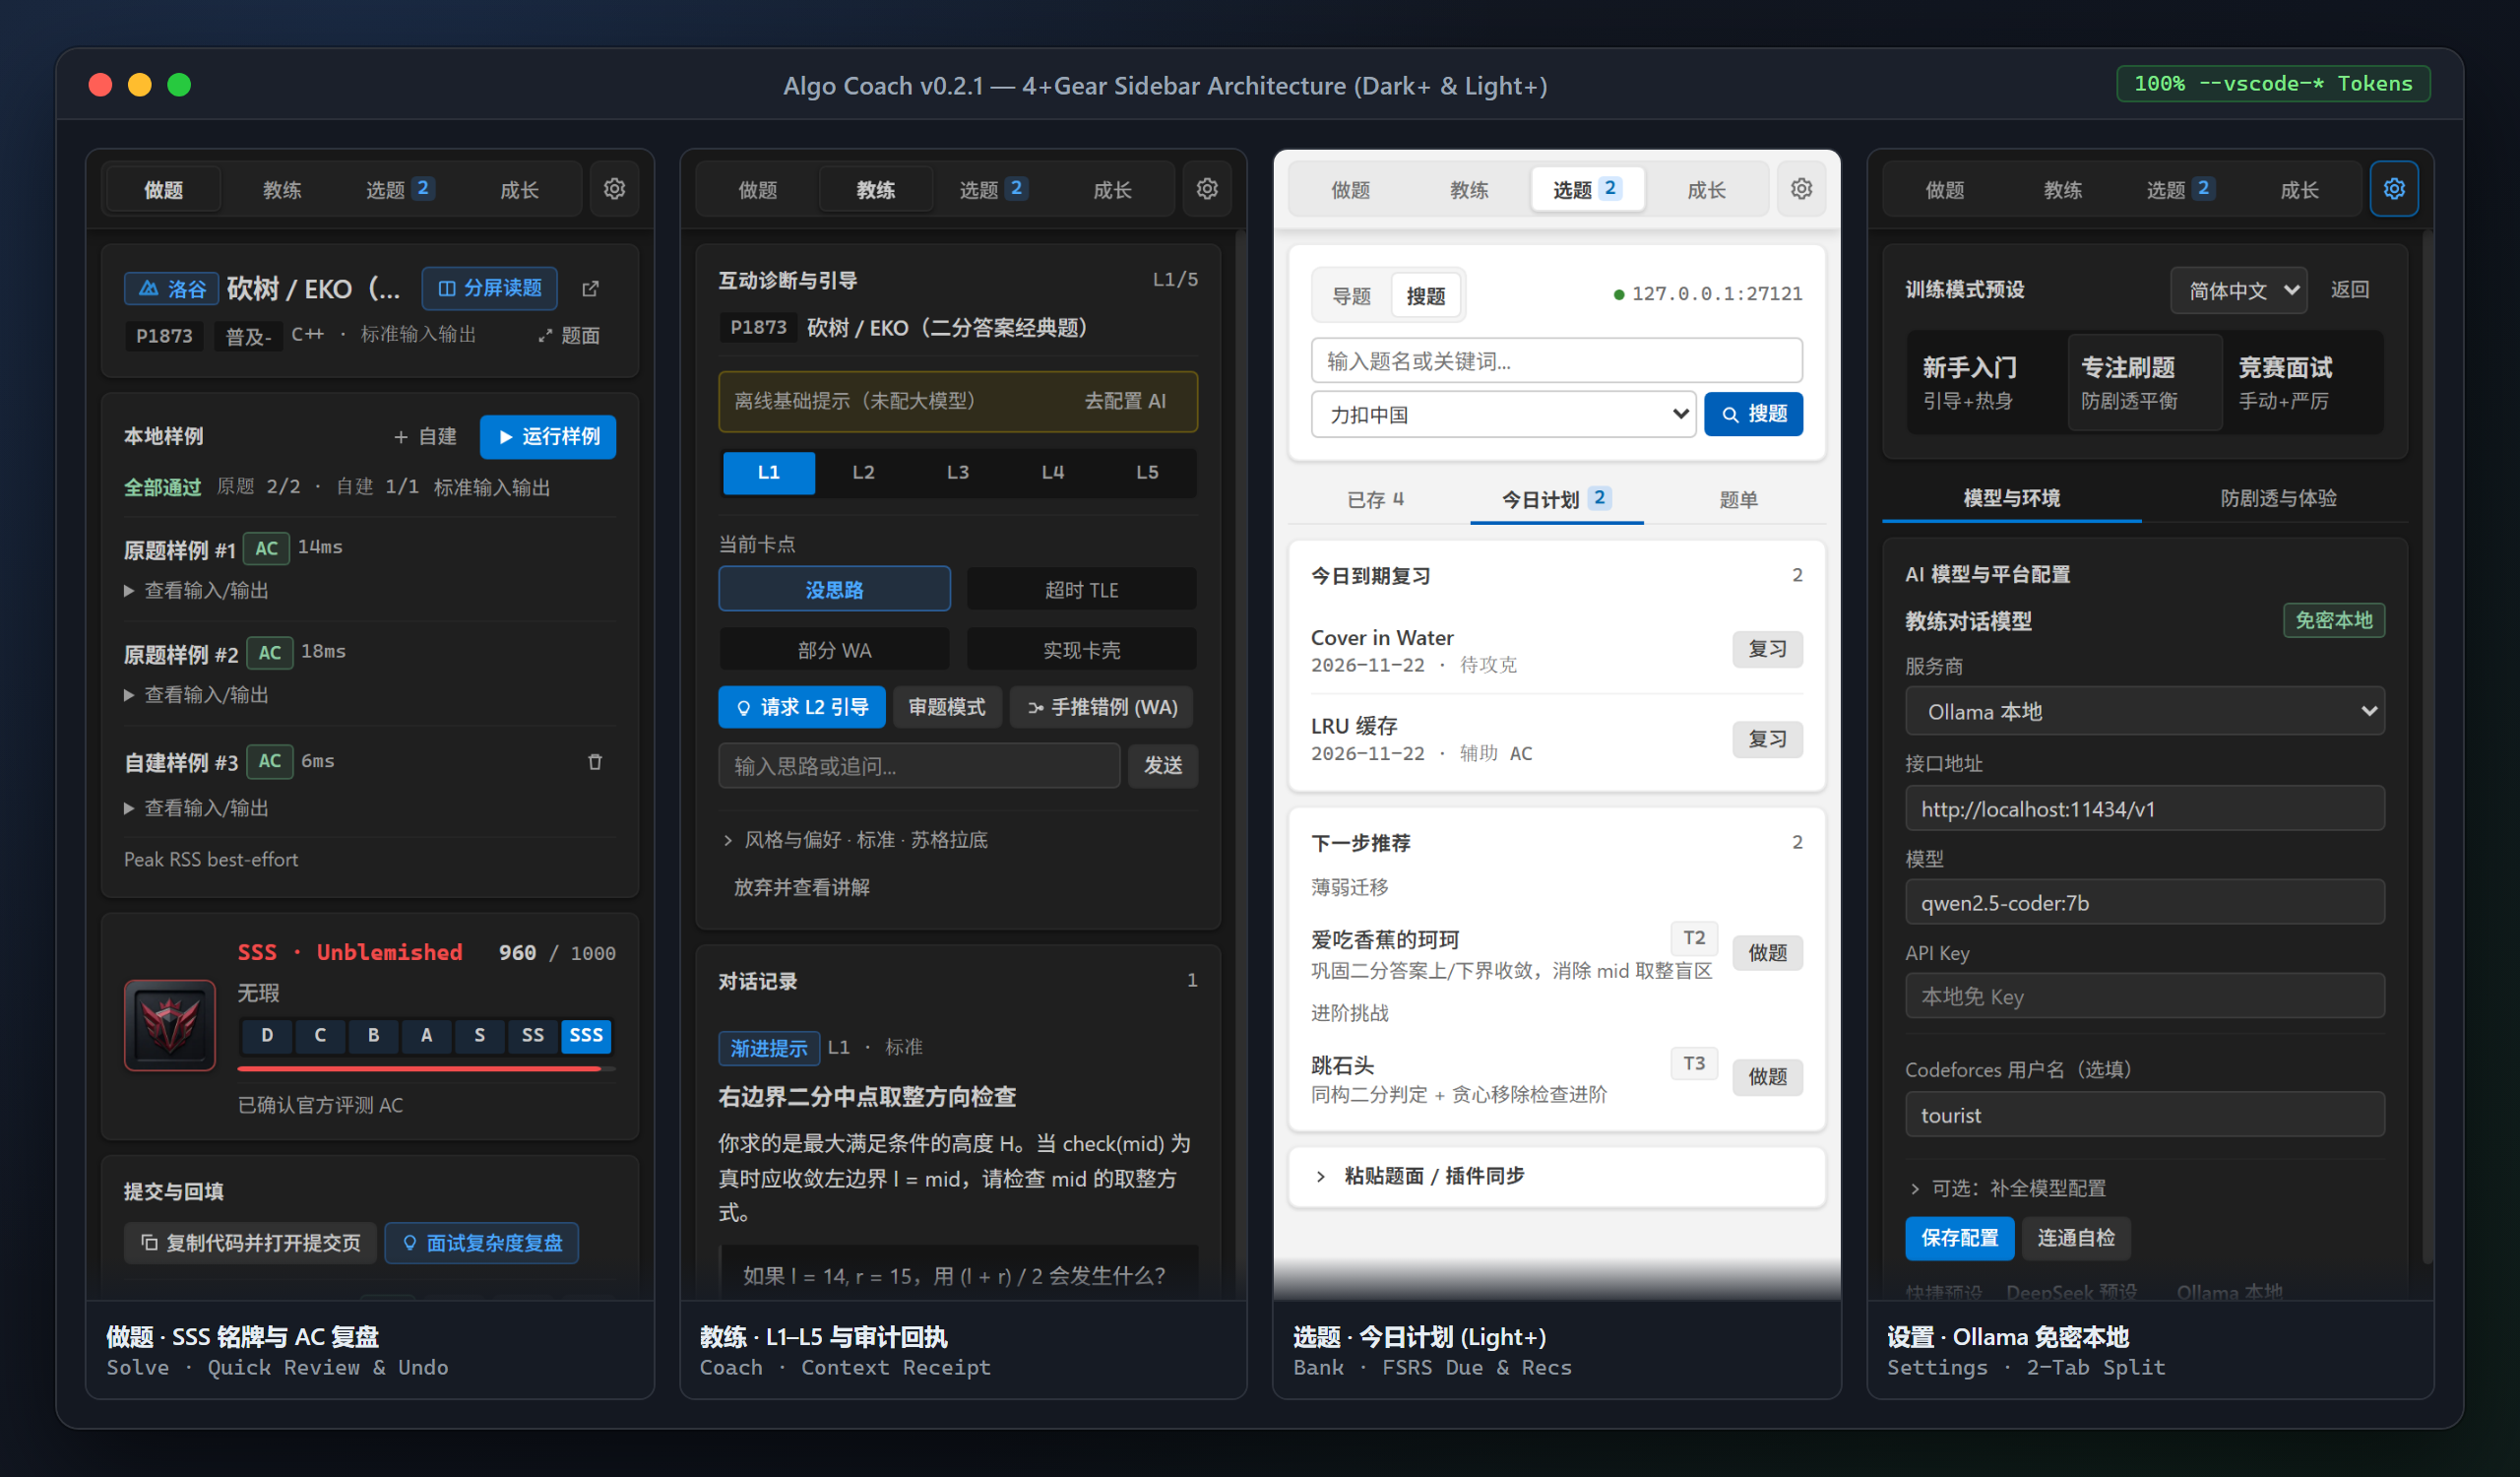 Algo Coach v0.2.1 — 4+Gear Sidebar Architecture (Dark+ & Light+)
100% --vscode-* Tokens
做题 教练 选题 2 成长
洛谷 砍树 / EKO（... 分屏读题
P1873 普及- C++ · 标准输入输出 题面
本地样例 + 自建 运行样例
全部通过 原题 2/2 · 自建 1/1 标准输入输出
原题样例 #1 AC 14ms
查看输入/输出
原题样例 #2 AC 18ms
查看输入/输出
自建样例 #3 AC 6ms
查看输入/输出
Peak RSS best-effort
SSS · Unblemished 960 / 1000
无瑕
D C B A S SS SSS
已确认官方评测 AC
提交与回填
复制代码并打开提交页 面试复杂度复盘
做题 · SSS 铭牌与 AC 复盘
Solve · Quick Review & Undo
做题 教练 选题 2 成长
互动诊断与引导 L1/5
P1873 砍树 / EKO（二分答案经典题）
离线基础提示（未配大模型） 去配置 AI
L1 L2 L3 L4 L5
当前卡点
没思路 超时 TLE
部分 WA 实现卡壳
请求 L2 引导 审题模式 手推错例 (WA)
输入思路或追问... 发送
风格与偏好 · 标准 · 苏格拉底
放弃并查看讲解
对话记录 1
渐进提示 L1 · 标准
右边界二分中点取整方向检查
你求的是最大满足条件的高度 H。当 check(mid) 为
真时应收敛左边界 l = mid，请检查 mid 的取整方
式。
如果 l = 14, r = 15，用 (l + r) / 2 会发生什么？
教练 · L1–L5 与审计回执
Coach · Context Receipt
做题 教练 选题 2 成长
导题 搜题 127.0.0.1:27121
输入题名或关键词...
力扣中国 搜题
已存 4 今日计划 2 题单
今日到期复习 2
Cover in Water
2026-11-22 · 待攻克 复习
LRU 缓存
2026-11-22 · 辅助 AC 复习
下一步推荐 2
薄弱迁移
爱吃香蕉的珂珂 T2 做题
巩固二分答案上/下界收敛，消除 mid 取整盲区
进阶挑战
跳石头 T3 做题
同构二分判定 + 贪心移除检查进阶
粘贴题面 / 插件同步
选题 · 今日计划 (Light+)
Bank · FSRS Due & Recs
做题 教练 选题 2 成长
训练模式预设 简体中文 返回
新手入门 专注刷题 竞赛面试
引导+热身 防剧透平衡 手动+严厉
模型与环境 防剧透与体验
AI 模型与平台配置
教练对话模型 免密本地
服务商
Ollama 本地
接口地址
http://localhost:11434/v1
模型
qwen2.5-coder:7b
API Key
本地免 Key
Codeforces 用户名（选填）
tourist
可选：补全模型配置
保存配置 连通自检
快捷预设 DeepSeek 预设 Ollama 本地
设置 · Ollama 免密本地
Settings · 2-Tab Split